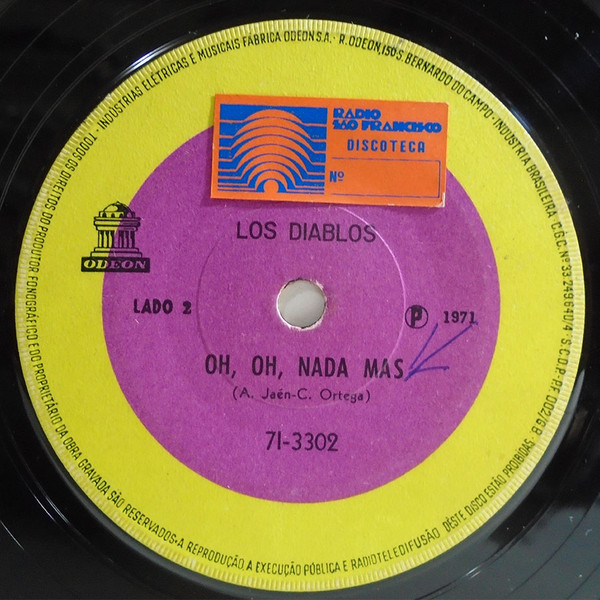 TODOS OS DIREITOS DO PRODUTOR FONOGRÁFICO E DO PROPRIETÁRIO DA OBRA GRAVADA SÃO RESERVADOS-A REPRODUÇÃO, A EXECUÇÃO PÚBLICA E RADIOTELEDIFUSÃO DÊSTE DISCO ESTÃO PROIBIDAS·
INDÚSTRIAS ELÉTRICAS E MUSICAIS FÁBRICA ODEON S.A. - R. ODEON, 150 S. BERNARDO DO CAMPO - INDÚSTRIA BRASILEIRA
RADIO
SÃO FRANCISCO
DISCOTECA
Nº
LOS DIABLOS
ODEON
LADO 2
P 1971
OH, OH, NADA MAS
(A. Jaén-C. Ortega)
71-3302